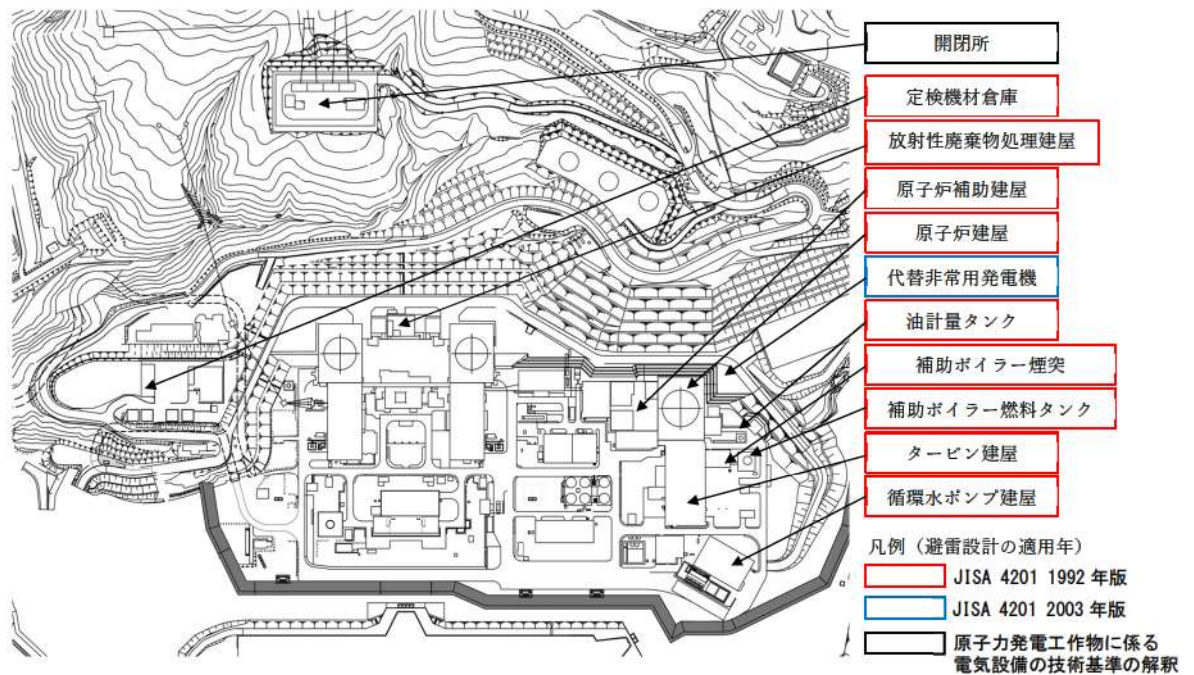 開閉所
定検機材倉庫
放射性廃棄物処理建屋
原子炉補助建屋
原子炉建屋
代替非常用発電機
油計量タンク
補助ボイラー煙突
補助ボイラー燃料タンク
タービン建屋
循環水ポンプ建屋
凡例（避雷設計の適用年）
JISA 4201 1992 年版
JISA 4201 2003 年版
原子力発電工作物に係る
電気設備の技術基準の解釈